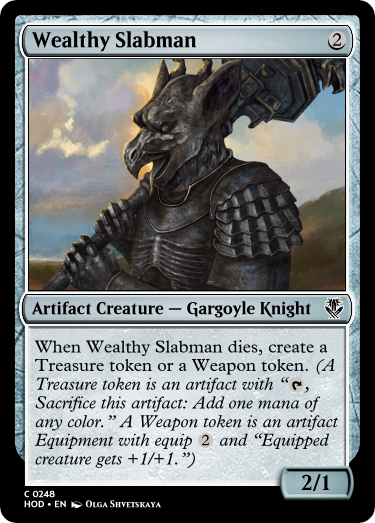 Wealthy Slabman 2
Artifact Creature — Gargoyle Knight
When Wealthy Slabman dies, create a
Treasure token or a Weapon token. (A
Treasure token is an artifact with “, 
Sacrifice this artifact: Add one mana of
any color.” A Weapon token is an artifact
Equipment with equip 2 and “Equipped
creature gets +1/+1.”)
2/1
C 0248
HOD • EN Olga Shvetskaya